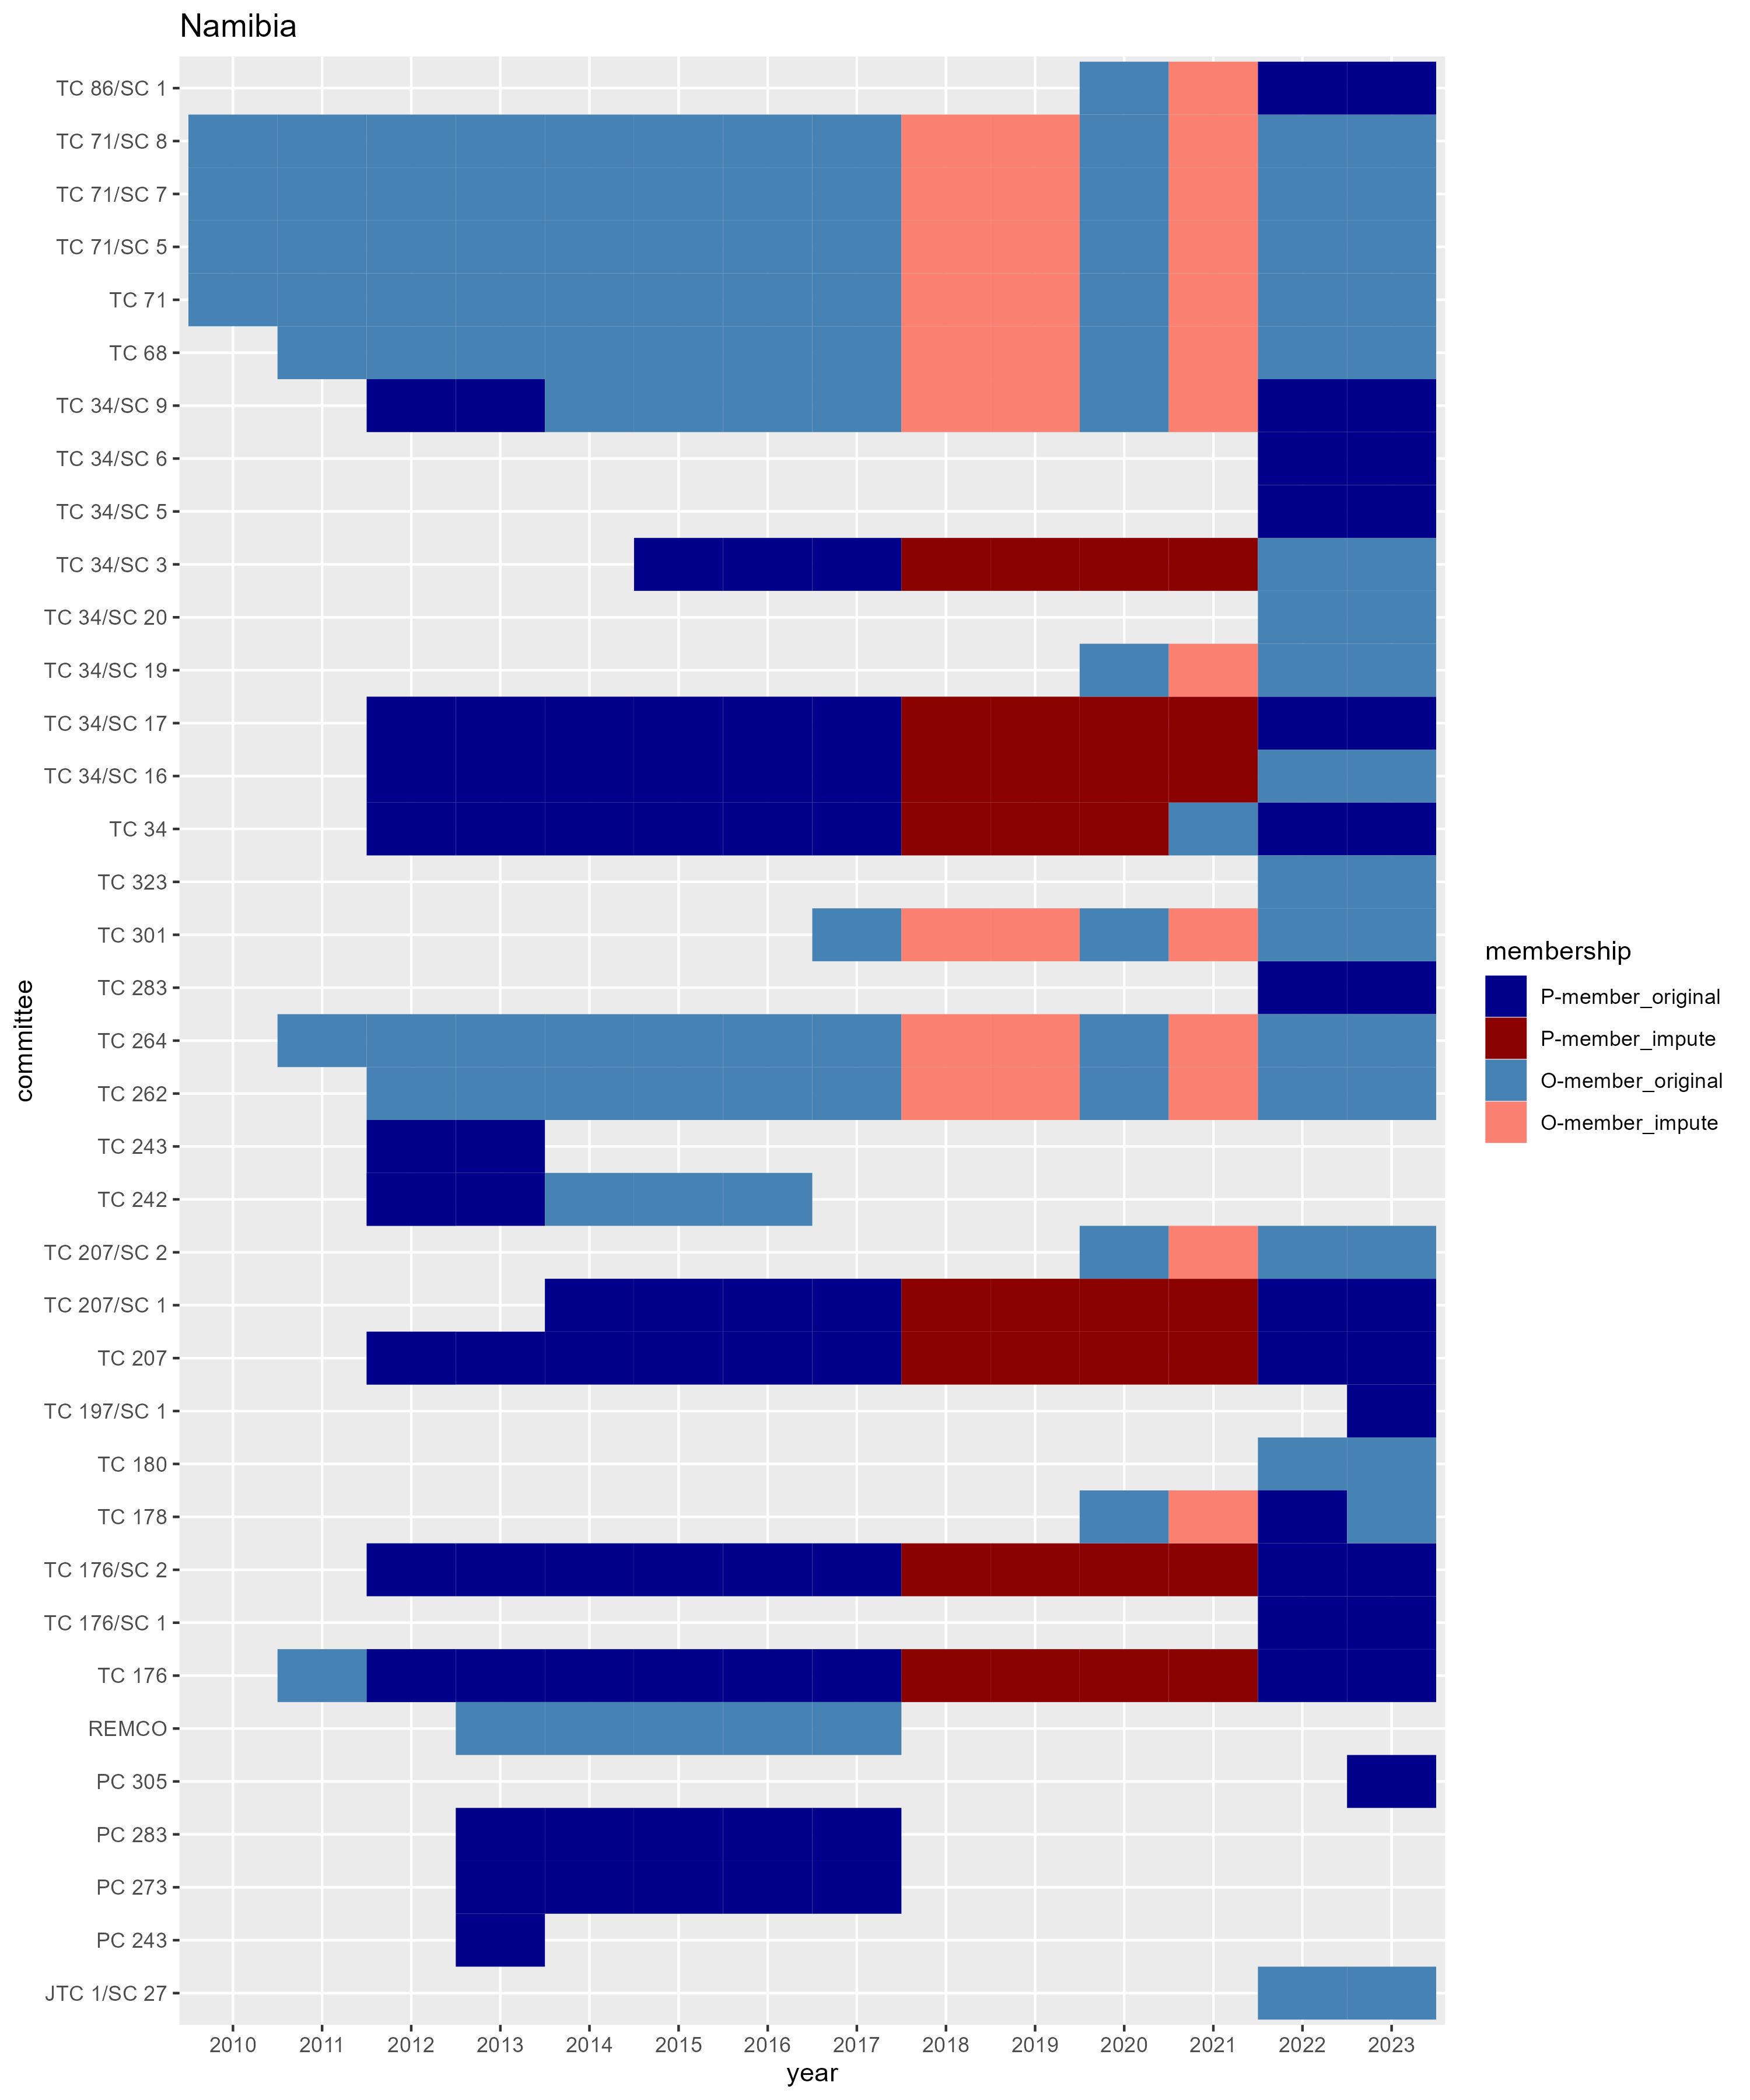 Namibia
committee
TC 86/SC 1
TC 71/SC 8
TC 71/SC 7
TC 71/SC 5
TC 71
TC 68
TC 34/SC 9
TC 34/SC 6
TC 34/SC 5
TC 34/SC 3
TC 34/SC 20
TC 34/SC 19
TC 34/SC 17
TC 34/SC 16
TC 34
TC 323
TC 301
TC 283
TC 264
TC 262
TC 243
TC 242
TC 207/SC 2
TC 207/SC 1
TC 207
TC 197/SC 1
TC 180
TC 178
TC 176/SC 2
TC 176/SC 1
TC 176
REMCO
PC 305
PC 283
PC 273
PC 243
JTC 1/SC 27
2010 2011 2012 2013 2014 2015 2016 2017 2018 2019 2020 2021 2022 2023
year
membership
P-member_original
P-member_impute
O-member_original
O-member_impute